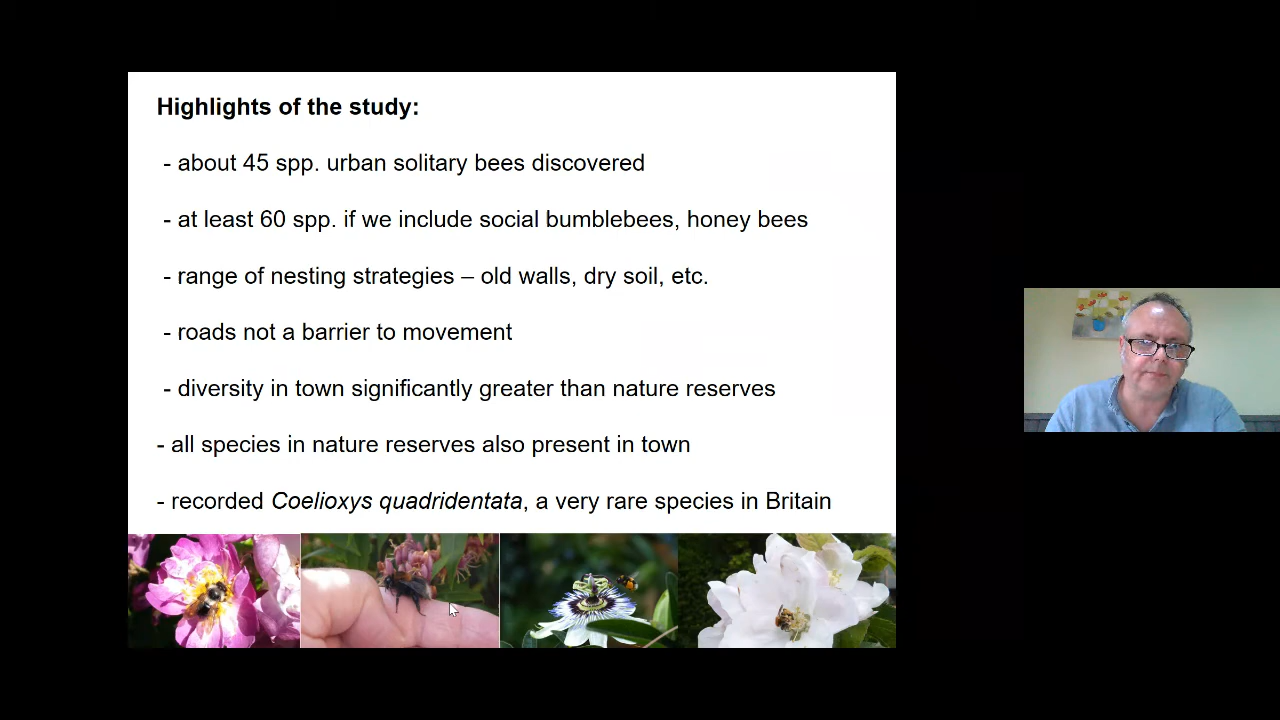 Highlights of the study:
- about 45 spp. urban solitary bees discovered
- at least 60 spp. if we include social bumblebees, honey bees
- range of nesting strategies – old walls, dry soil, etc.
- roads not a barrier to movement
- diversity in town significantly greater than nature reserves
- all species in nature reserves also present in town
- recorded Coelioxys quadridentata, a very rare species in Britain